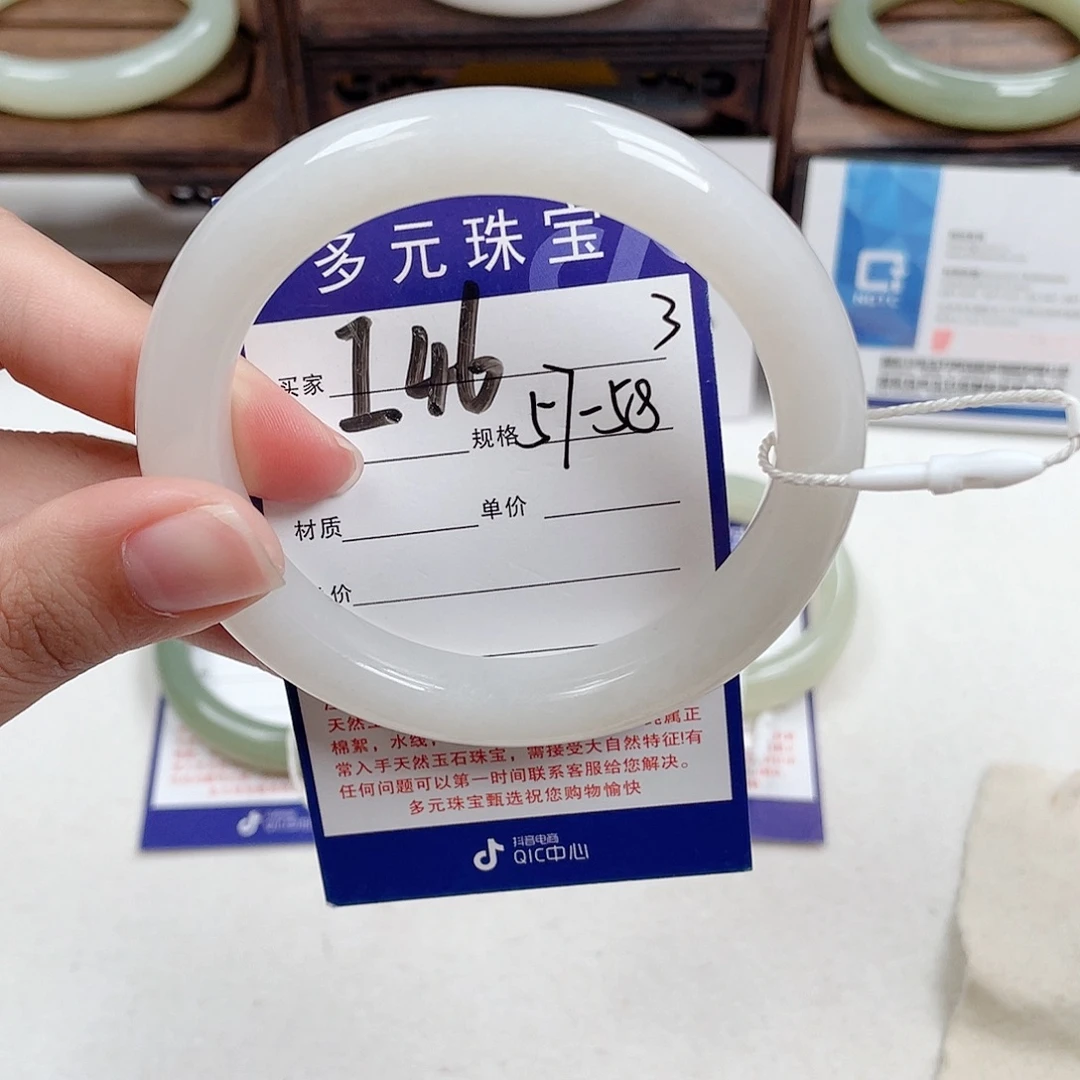 多元珠宝
3
买家 146
规格 57-58
材质 单价
价
天然
属正
棉絮，水线，
常入手天然玉石珠宝，需接受大自然特征!有
任何问题可以第一时间联系客服给您解决。
多元珠宝甄选祝您购物愉快
抖音电商
QIC中心
NGTC